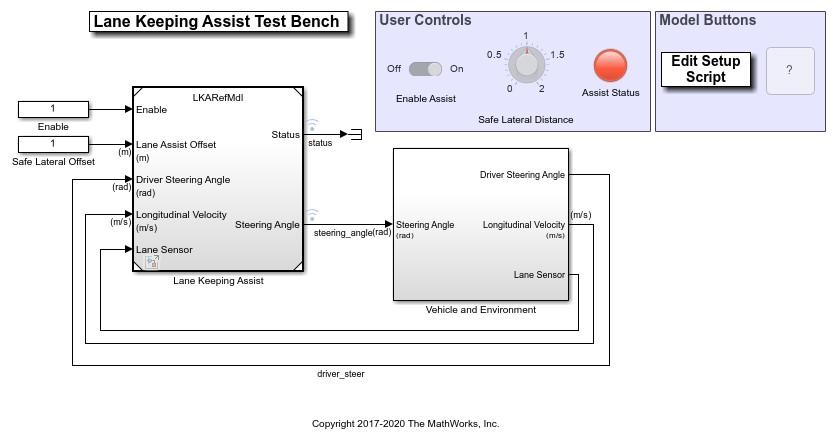 Lane Keeping Assist Test Bench
User Controls
Off
On
Enable Assist
0
0.5
1
1.5
2
Safe Lateral Distance
Assist Status
Model Buttons
Edit Setup
Script
?
1
Enable
1
Safe Lateral Offset
(m)
(rad)
(m/s)
LKARefMdl
Enable
Lane Assist Offset
(m)
Driver Steering Angle
(rad)
Longitudinal Velocity
(m/s)
Lane Sensor
Status
Steering Angle
Lane Keeping Assist
status
steering_angle
(rad)
Steering Angle
(rad)
Driver Steering Angle
Longitudinal Velocity
(m/s)
Lane Sensor
(m/s)
Vehicle and Environment
driver_steer
Copyright 2017-2020 The MathWorks, Inc.